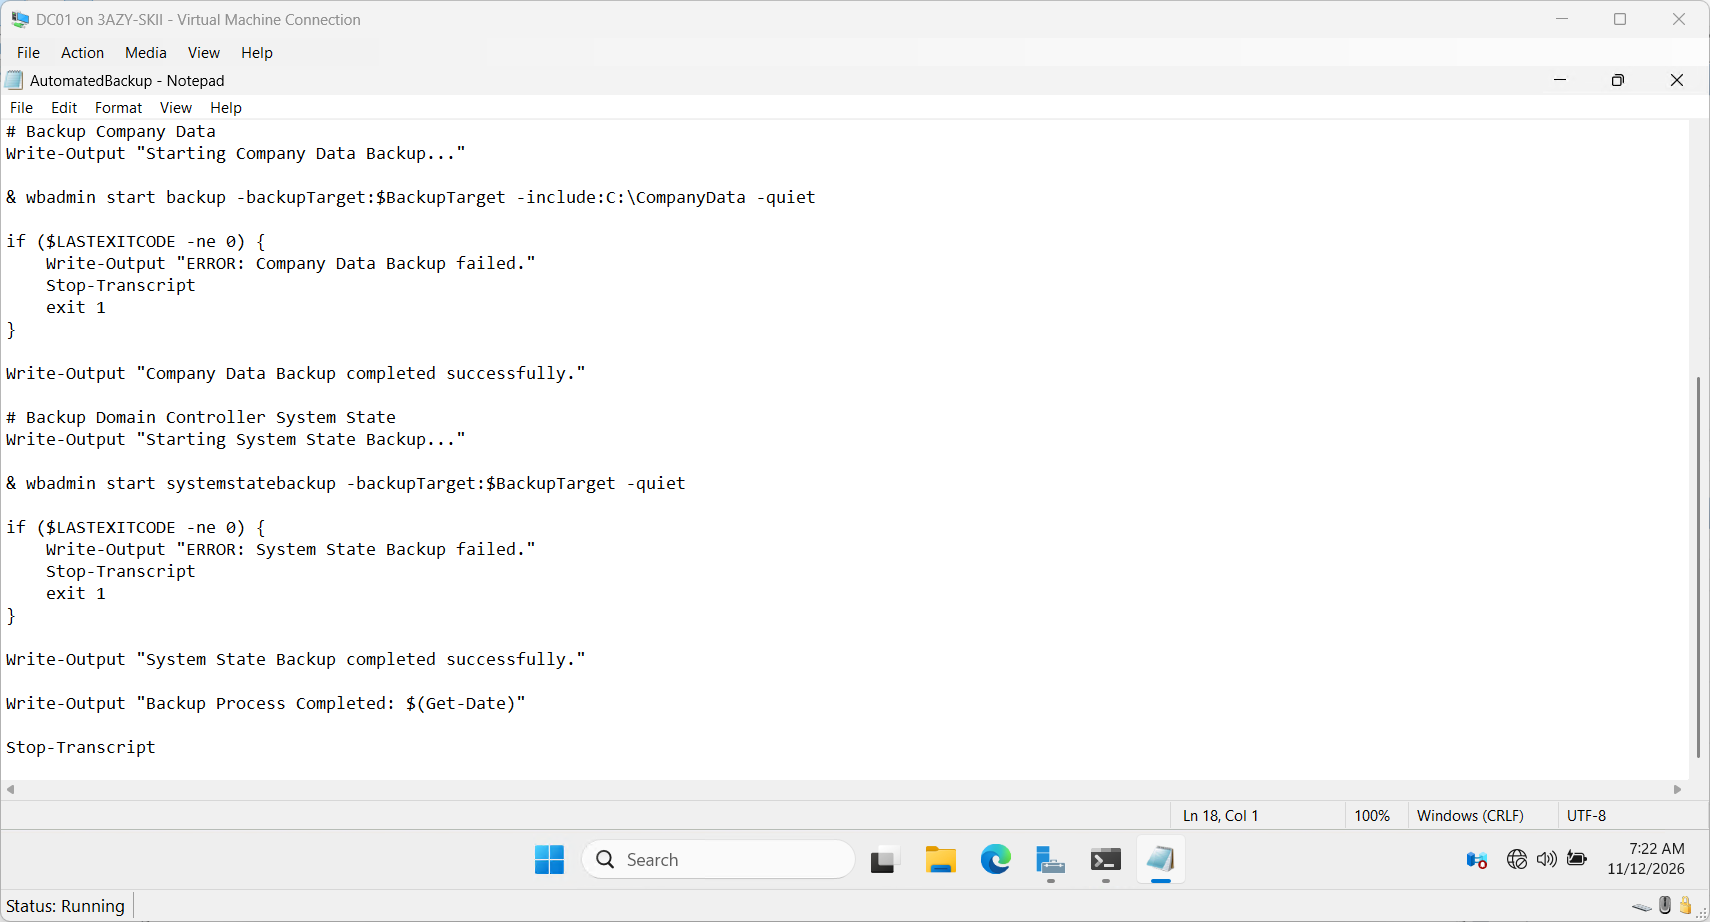 DC01 on 3AZY-SKII - Virtual Machine Connection
File Action Media View Help
AutomatedBackup - Notepad
File Edit Format View Help
# Backup Company Data
Write-Output "Starting Company Data Backup..."
& wbadmin start backup -backupTarget:$BackupTarget -include:C:\CompanyData -quiet
if ($LASTEXITCODE -ne 0) {
    Write-Output "ERROR: Company Data Backup failed."
    Stop-Transcript
    exit 1
}
Write-Output "Company Data Backup completed successfully."
# Backup Domain Controller System State
Write-Output "Starting System State Backup..."
& wbadmin start systemstatebackup -backupTarget:$BackupTarget -quiet
if ($LASTEXITCODE -ne 0) {
    Write-Output "ERROR: System State Backup failed."
    Stop-Transcript
    exit 1
}
Write-Output "System State Backup completed successfully."
Write-Output "Backup Process Completed: $(Get-Date)"
Stop-Transcript
Ln 18, Col 1 100% Windows (CRLF) UTF-8
Search
7:22 AM
11/12/2026
Status: Running